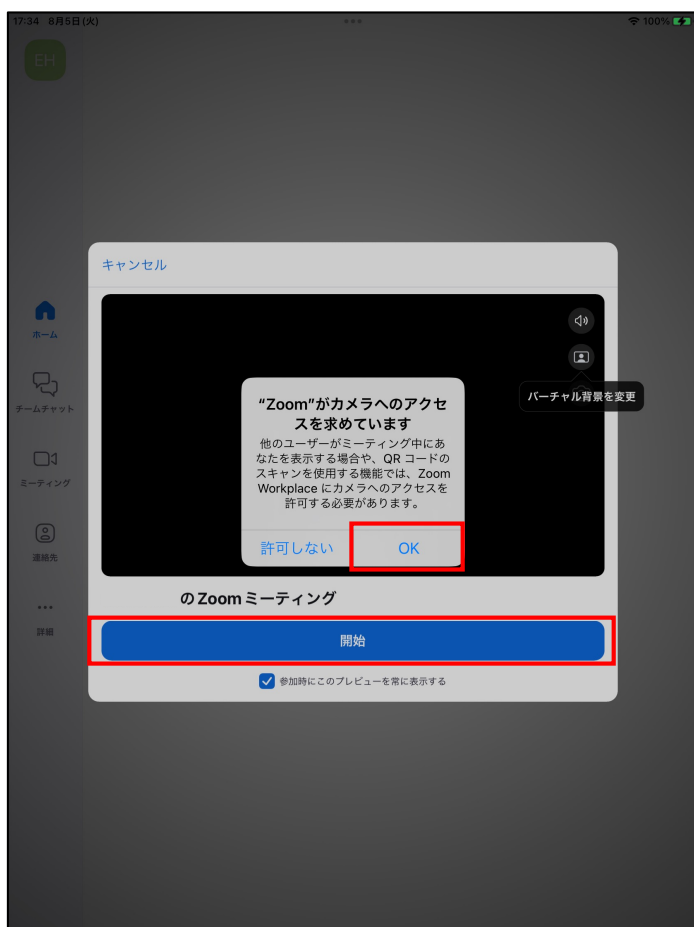 17:34 8月5日(火)
100%
EH
キャンセル
ホーム
チームチャット
ミーティング
連絡先
詳細
バーチャル背景を変更
“Zoom”がカメラへのアクセ
スを求めています
他のユーザーがミーティング中にあ
なたを表示する場合や、QR コードの
スキャンを使用する機能では、Zoom
Workplace にカメラへのアクセスを
許可する必要があります。
許可しない
OK
の Zoom ミーティング
開始
参加時にこのプレビューを常に表示する